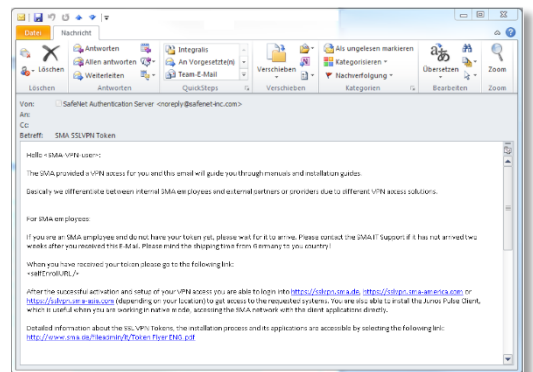 Datei Nachricht
Löschen
Antworten
Allen antworten
Weiterleiten
Integralis
An Vorgesetzte(n)
Team-E-Mail
Verschieben
Als ungelesen markieren
Kategorisieren
Nachverfolgung
Übersetzen
Zoom
Löschen Antworten QuickSteps Verschieben Kategorien Bearbeiten Zoom
Von: SafeNet Authentication Server <noreply@safenet-inc.com>
An:
Cc:
Betreff: SMA SSLVPN Token
Hello <SMA-VPN-user>:
The SMA provided a VPN access for you and this email will guide you through manuals and installation guides.
Basically we differentiate between internal SMA employees and external partners or providers due to different VPN access solutions.
For SMA employees:
If you are an SMA employee and do not have your token yet, please wait for it to arrive. Please contact the SMA IT Support if it has not arrived two
weeks after you received this E-Mail. Please mind the shipping time from Germany to you country!
When you have received your token please go to the following link:
<selfEnrollURL/>
After the successful activation and setup of your VPN access you are able to login into https://sslvpn.sma.de, https://sslvpn.sma-america.com or
https://sslvpn.sma-asia.com (depending on your location) to get access to the requested systems. You are also able to install the Junos Pulse Client,
which is useful when you are working in native mode, accessing the SMA network with the client applications directly.
Detailed information about the SSLVPN Tokens, the installation process and its applications are accessible by selecting the following link:
http://www.sma.de/fileadmin/it/Token Flyer ENG.pdf